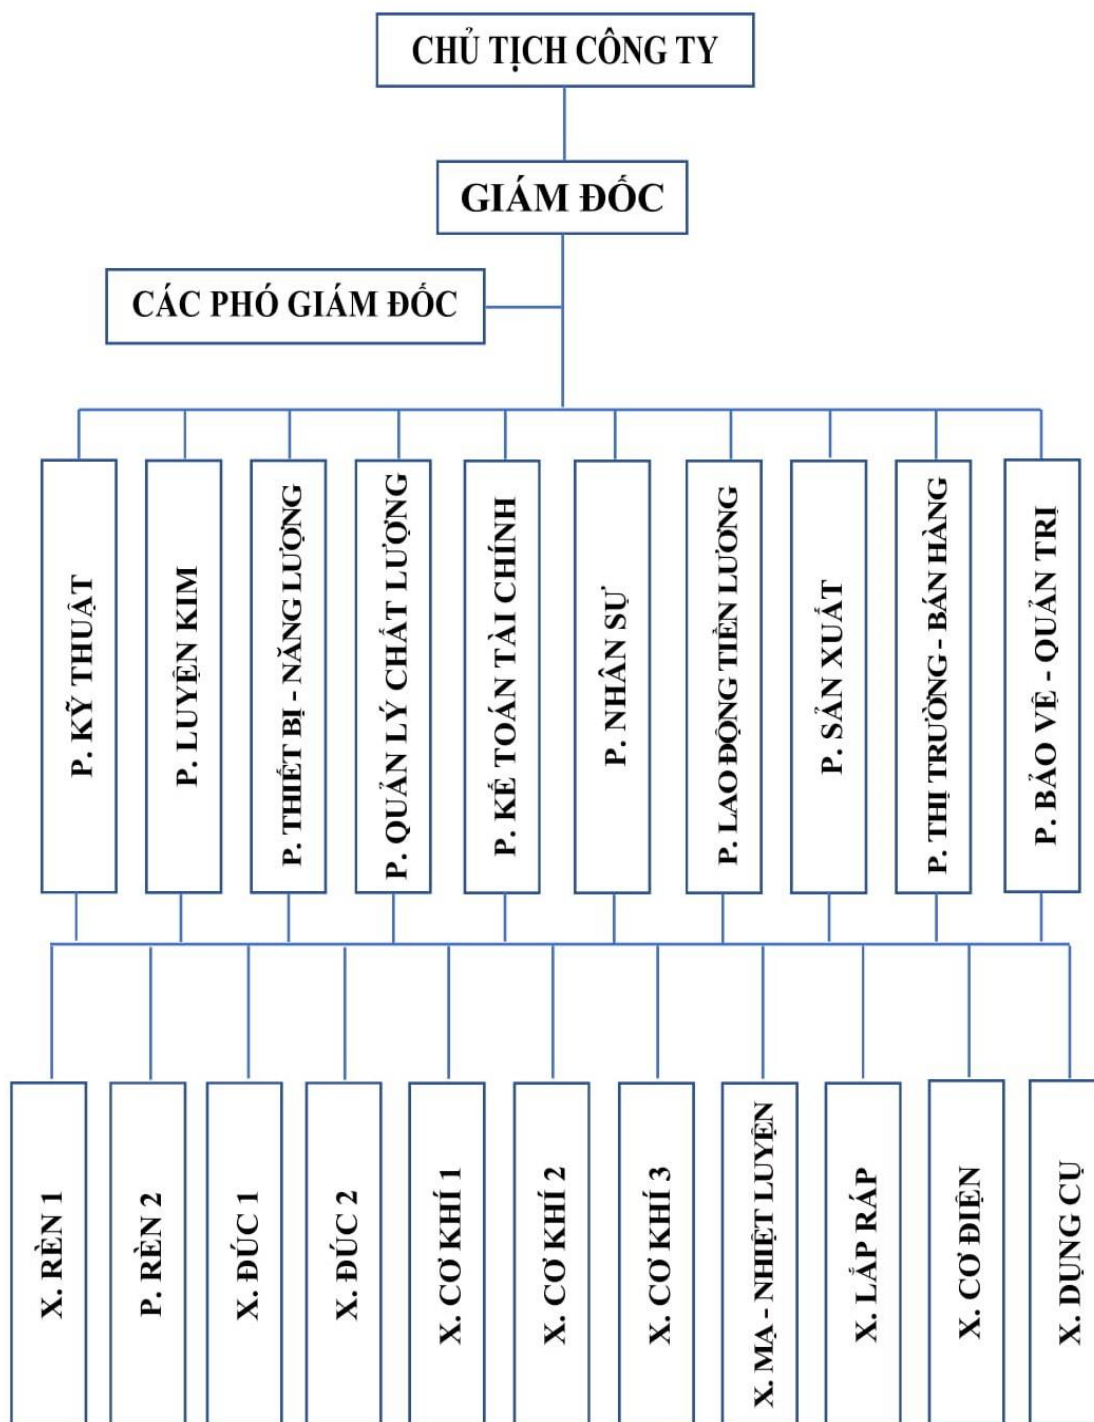 CHỦ TỊCH CÔNG TY
GIÁM ĐỐC
CÁC PHÓ GIÁM ĐỐC
P. KỸ THUẬT
P. LUYỆN KIM
P. THIẾT BỊ - NĂNG LƯỢNG
P. QUẢN LÝ CHẤT LƯỢNG
P. KẾ TOÁN TÀI CHÍNH
P. NHÂN SỰ
P. LAO ĐỘNG TIỀN LƯƠNG
P. SẢN XUẤT
P. THỊ TRƯỜNG - BÁN HÀNG
P. BẢO VỆ - QUẢN TRỊ
X. RÈN 1
P. RÈN 2
X. ĐÚC 1
X. ĐÚC 2
X. CƠ KHÍ 1
X. CƠ KHÍ 2
X. CƠ KHÍ 3
X. MẠ - NHIỆT LUYỆN
X. LẮP RÁP
X. CƠ ĐIỆN
X. DỤNG CỤ